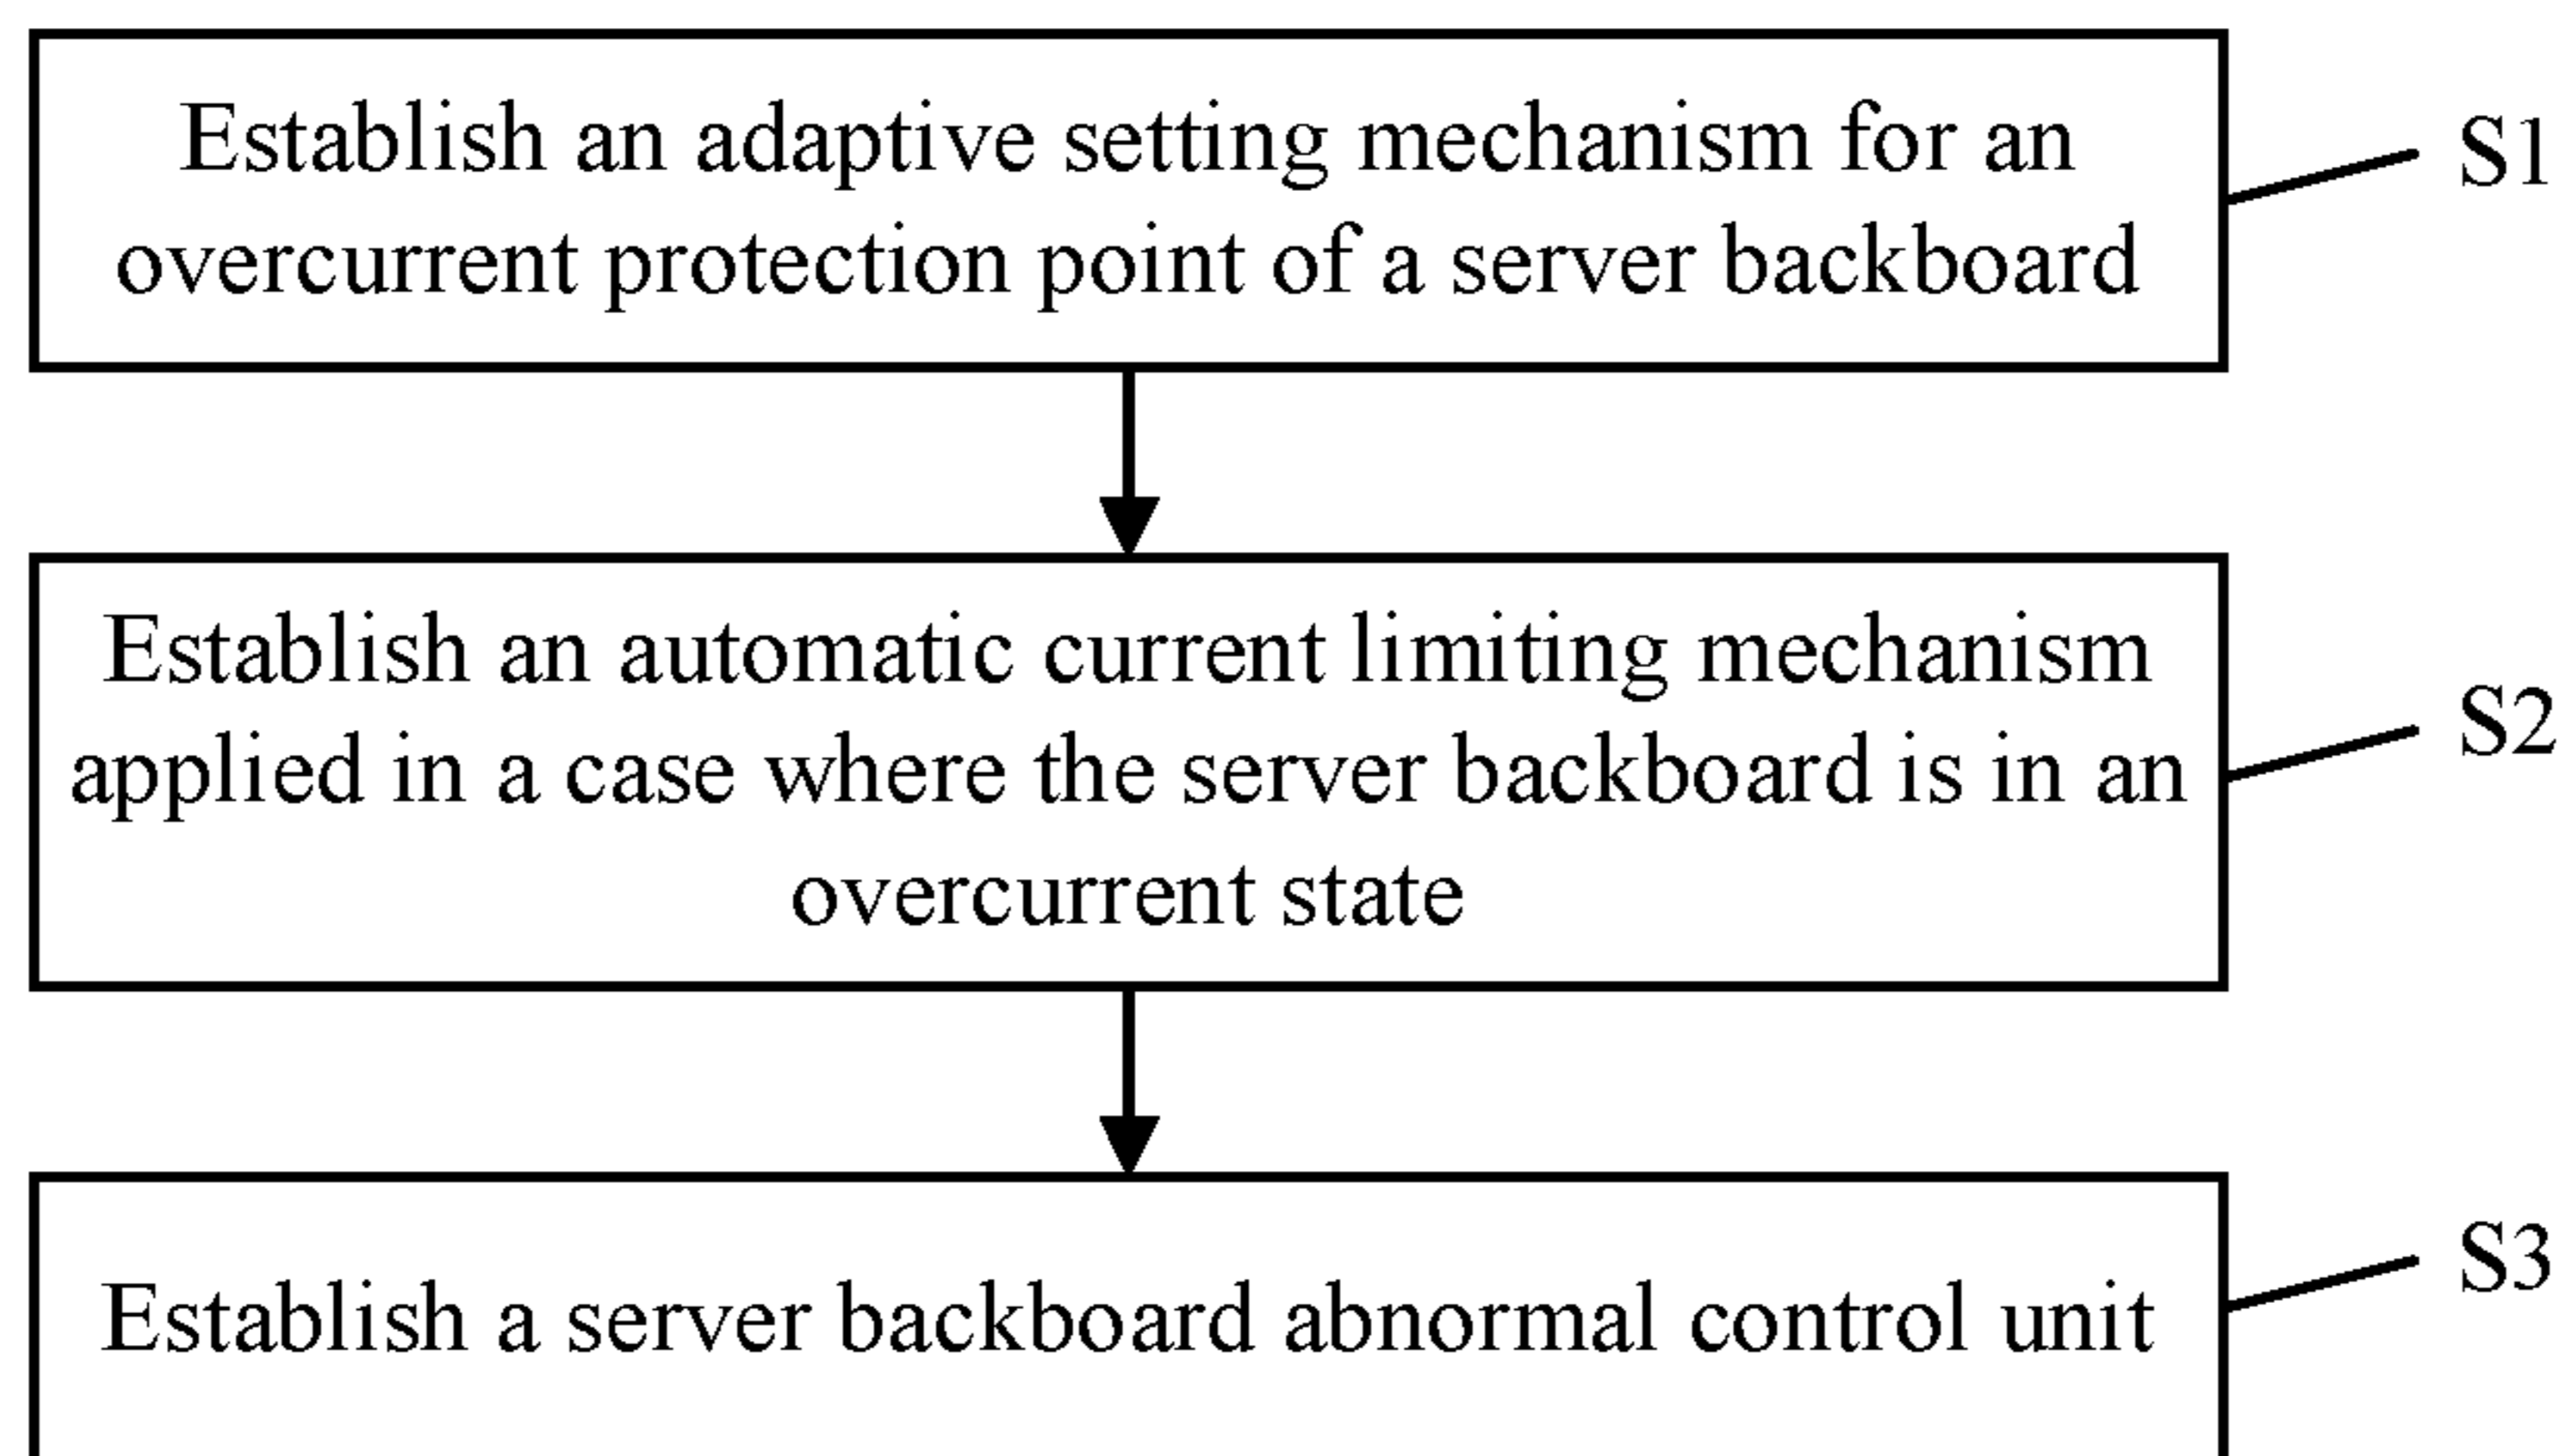 Establish an adaptive setting mechanism for an
overcurrent protection point of a server backboard
S1
Establish an automatic current limiting mechanism
applied in a case where the server backboard is in an
overcurrent state
S2
Establish a server backboard abnormal control unit
S3